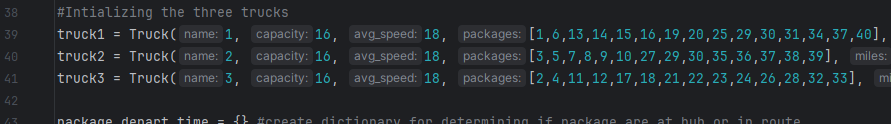 38 #Intializing the three trucks
39 truck1 = Truck( name: 1, capacity: 16, avg_speed: 18, packages: [1,6,13,14,15,16,19,20,25,29,30,31,34,37,40],
40 truck2 = Truck( name: 2, capacity: 16, avg_speed: 18, packages: [3,5,7,8,9,10,27,29,30,35,36,37,38,39], miles:
41 truck3 = Truck( name: 3, capacity: 16, avg_speed: 18, packages: [2,4,11,12,17,18,21,22,23,24,26,28,32,33],
42
43 package_depart_time = {} #create dictionary for determining if package are at hub or in route